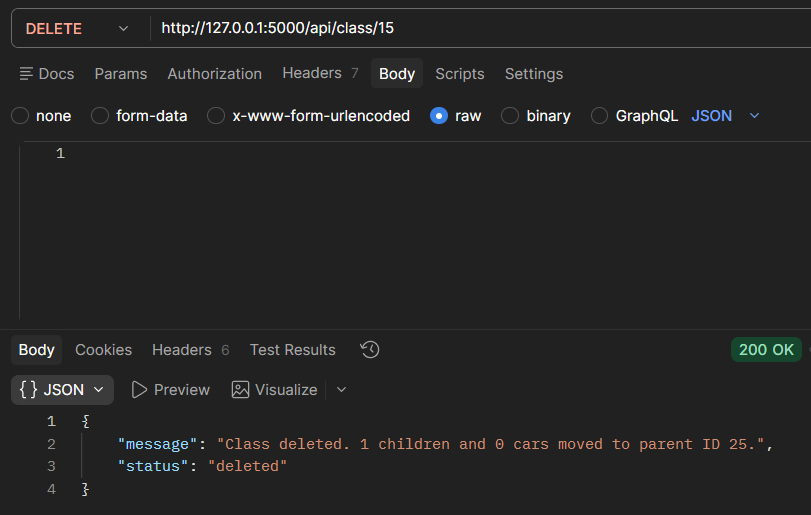 DELETE http://127.0.0.1:5000/api/class/15
Docs Params Authorization Headers 7 Body Scripts Settings
none form-data x-www-form-urlencoded raw binary GraphQL JSON
1
Body Cookies Headers 6 Test Results 200 OK
{} JSON Preview Visualize
1 {
2 "message": "Class deleted. 1 children and 0 cars moved to parent ID 25.",
3 "status": "deleted"
4 }